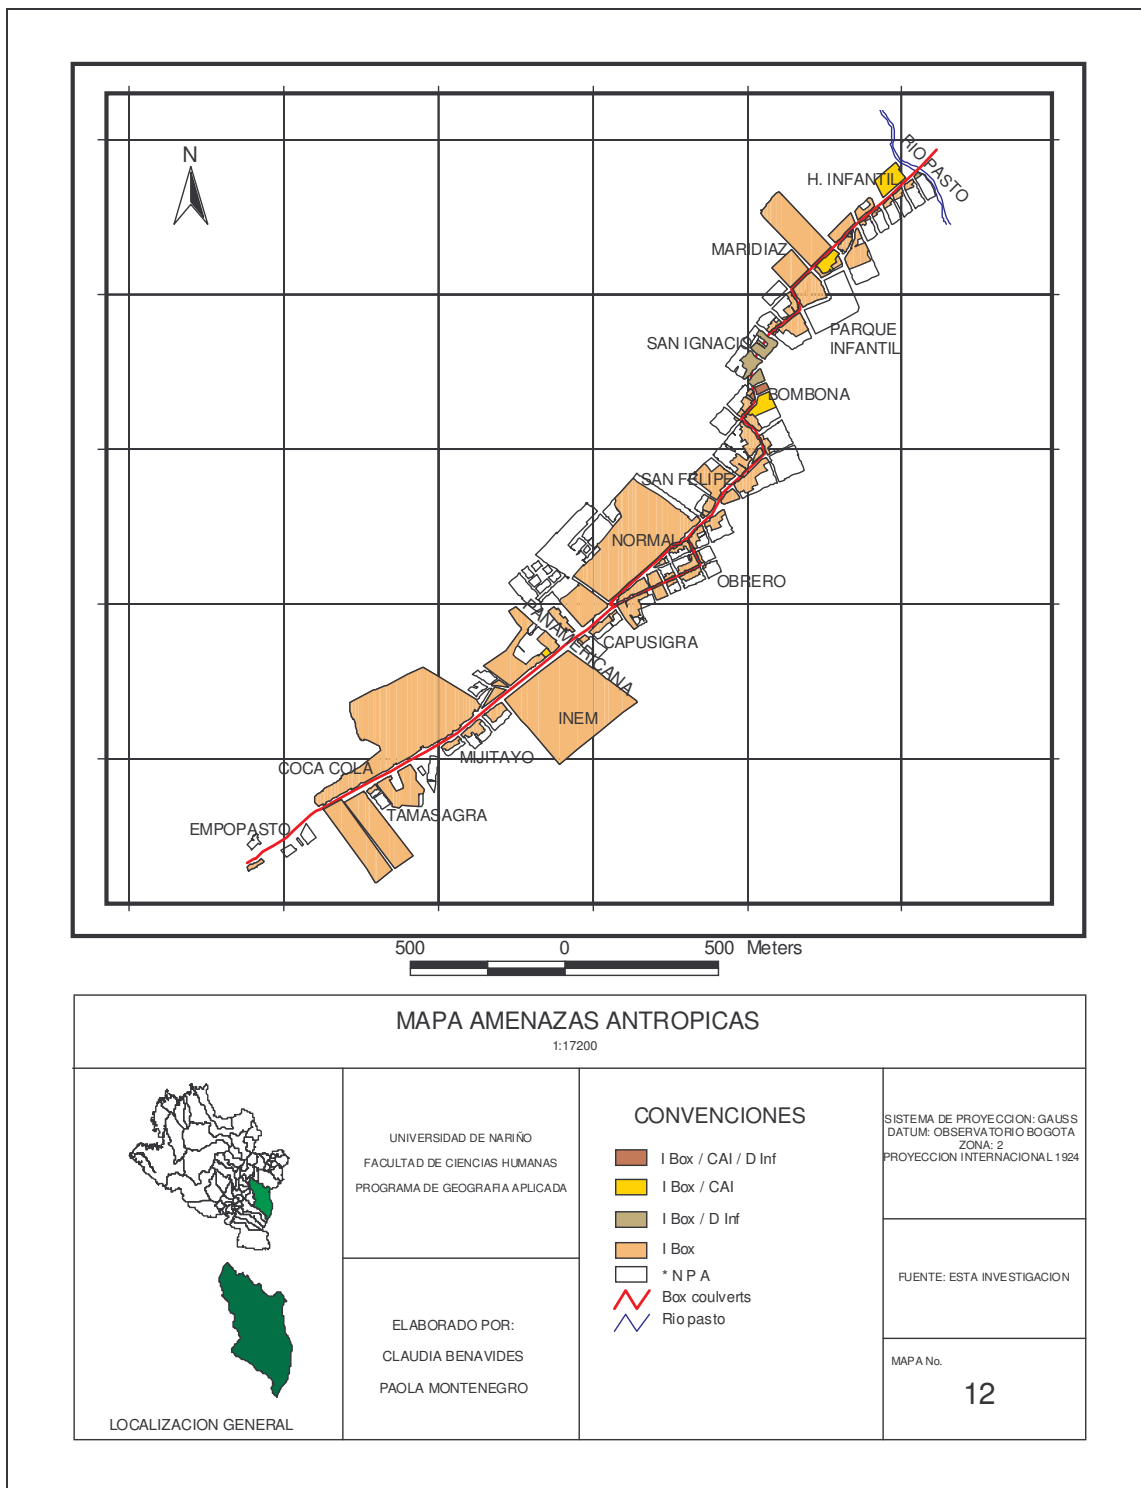 N
RIO PASTO
H. INFANTIL
MARIDIAZ
PARQUE
INFANTIL
SAN IGNACIO
BOMBONA
SAN FELIPE
NORMAL
OBRERO
PANAMERICANA
CAPUSIGRA
INEM
MIJITAYO
COCA COLA
TAMASAGRA
EMPOPASTO
500 0 500 Meters
MAPA AMENAZAS ANTROPICAS
1:17200
LOCALIZACION GENERAL
UNIVERSIDAD DE NARIÑO
FACULTAD DE CIENCIAS HUMANAS
PROGRAMA DE GEOGRAFIA APLICADA
ELABORADO POR:
CLAUDIA BENAVIDES
PAOLA MONTENEGRO
CONVENCIONES
I Box / CAI / D Inf
I Box / CAI
I Box / D Inf
I Box
* N P A
Box coulverts
Rio pasto
SISTEMA DE PROYECCION: GAUSS
DATUM: OBSERVATORIO BOGOTA
ZONA: 2
PROYECCION INTERNACIONAL 1924
FUENTE: ESTA INVESTIGACION
MAPA No.
12